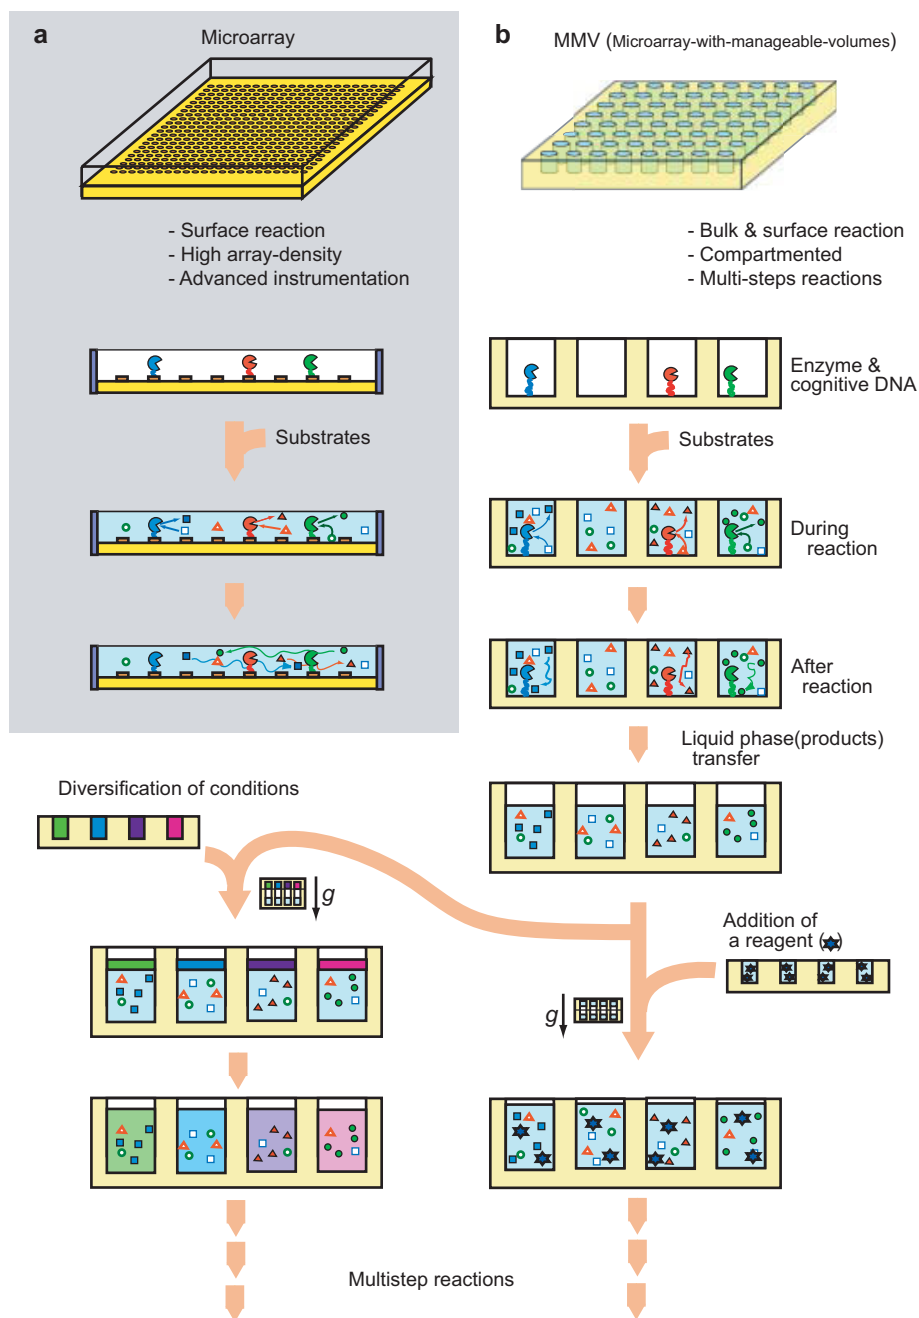 a
Microarray
- Surface reaction
- High array-density
- Advanced instrumentation
Substrates
b
MMV (Microarray-with-manageable-volumes)
- Bulk & surface reaction
- Compartmented
- Multi-steps reactions
Enzyme &
cognitive DNA
Substrates
During
reaction
After
reaction
Liquid phase(products)
transfer
Diversification of conditions
g
Addition of
a reagent ( )
g
Multistep reactions